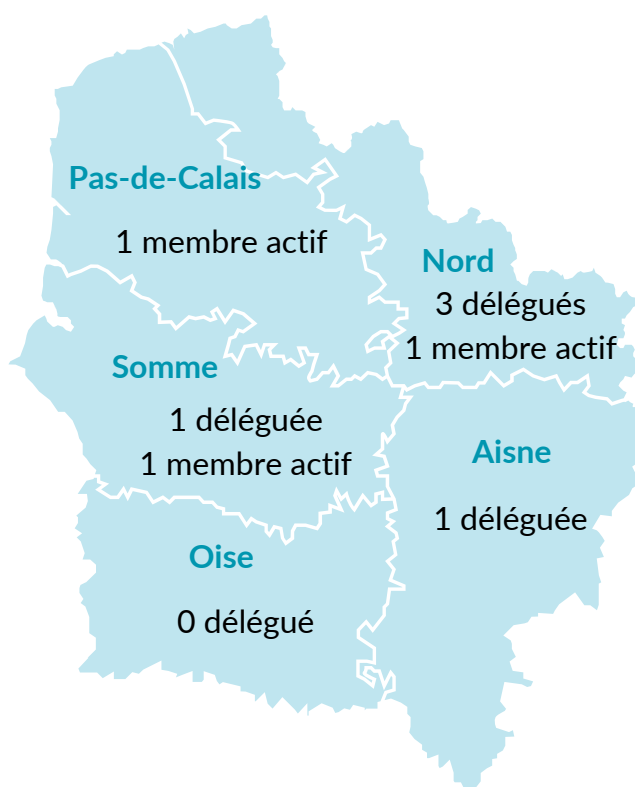 Pas-de-Calais
1 membre actif
Nord
3 délégués
1 membre actif
Somme
1 déléguée
1 membre actif
Aisne
1 déléguée
Oise
0 délégué